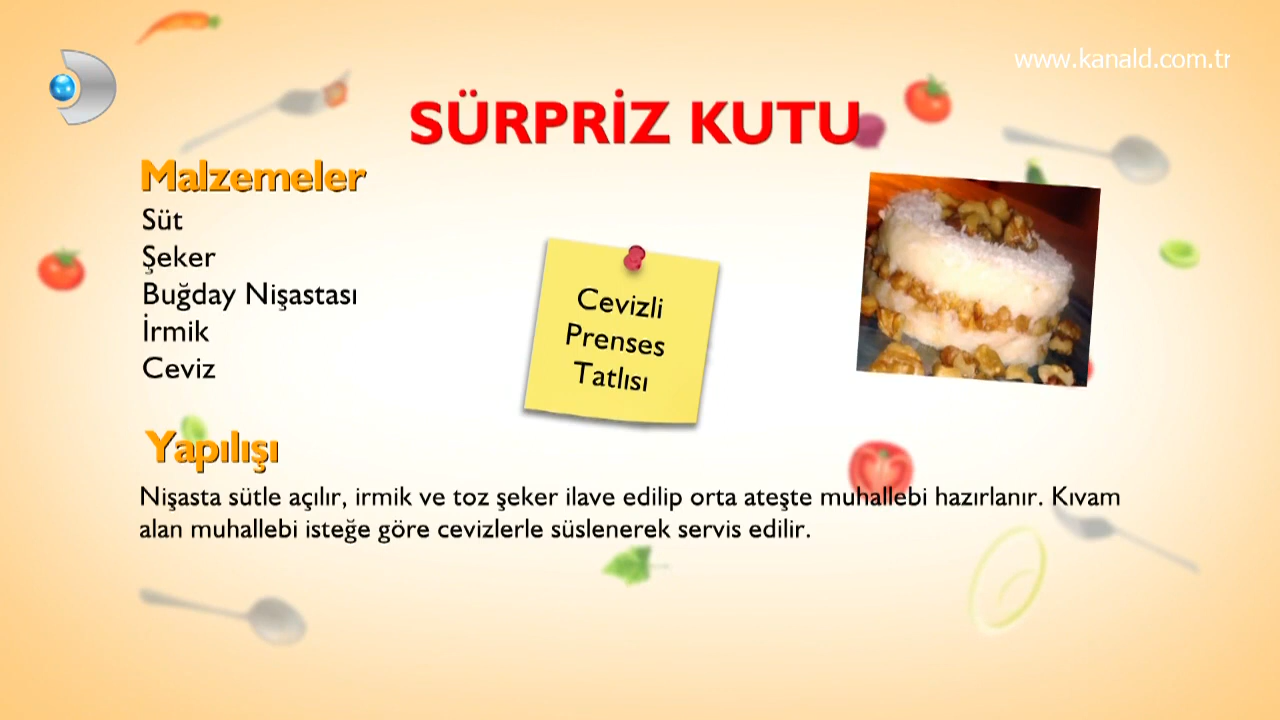 www.kanald.com.tr
SÜRPRİZ KUTU
Malzemeler
Süt
Şeker
Buğday Nişastası
İrmik
Ceviz
Cevizli
Prenses
Tatlısı
Yapılışı
Nişasta sütle açılır, irmik ve toz şeker ilave edilip orta ateşte muhallebi hazırlanır. Kıvam
alan muhallebi isteğe göre cevizlerle süslenerek servis edilir.